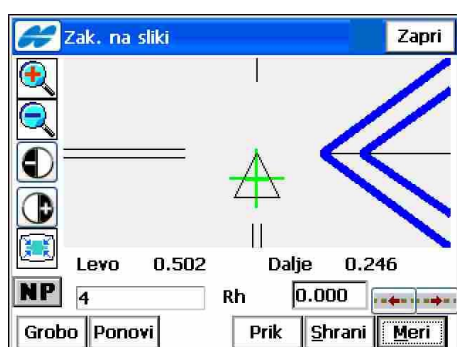 Zak. na sliki Zapri
Levo 0.502 Dalje 0.246
NP 4 Rh 0.000
Grobo Ponovi Prik Shrani Meri